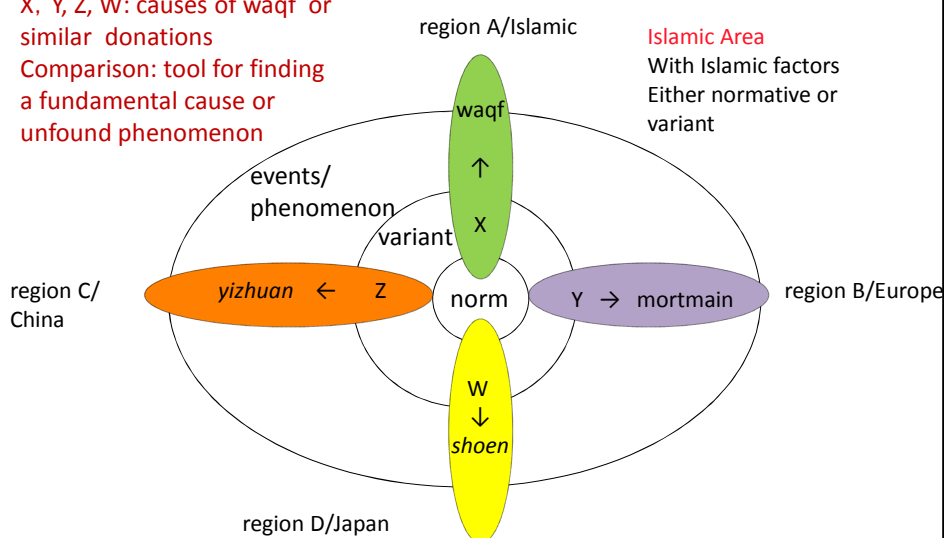 X, Y, Z, W: causes of waqf or
similar donations
Comparison: tool for finding
a fundamental cause or
unfound phenomenon
region A/Islamic
Islamic Area
With Islamic factors
Either normative or
variant
waqf
↑
X
events/
phenomenon
variant
region C/
China
yizhuan ← Z
norm
Y → mortmain
region B/Europe
W
↓
shoen
region D/Japan